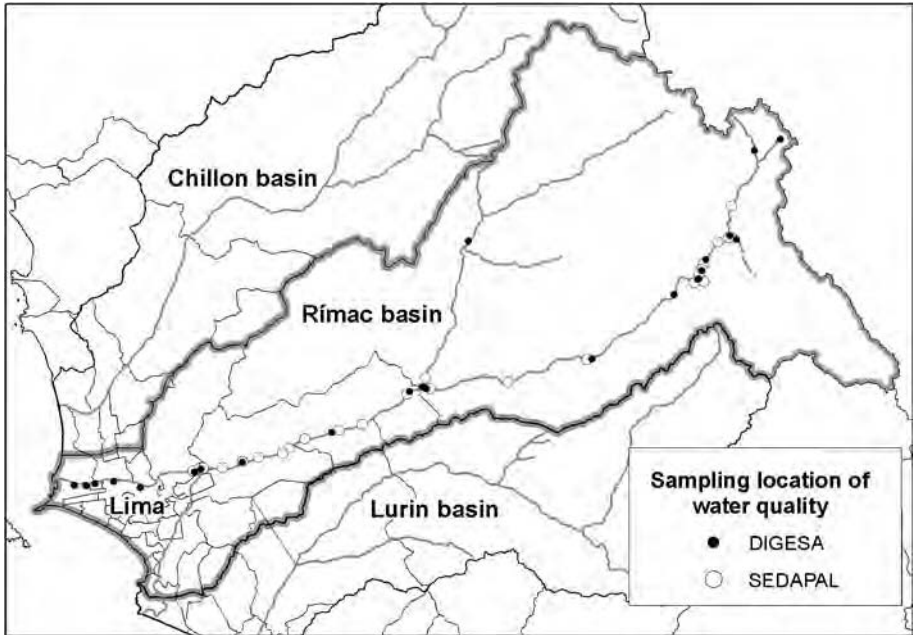 Chillon basin
Rímac basin
Lima
Lurin basin
Sampling location of
water quality
DIGESA
SEDAPAL